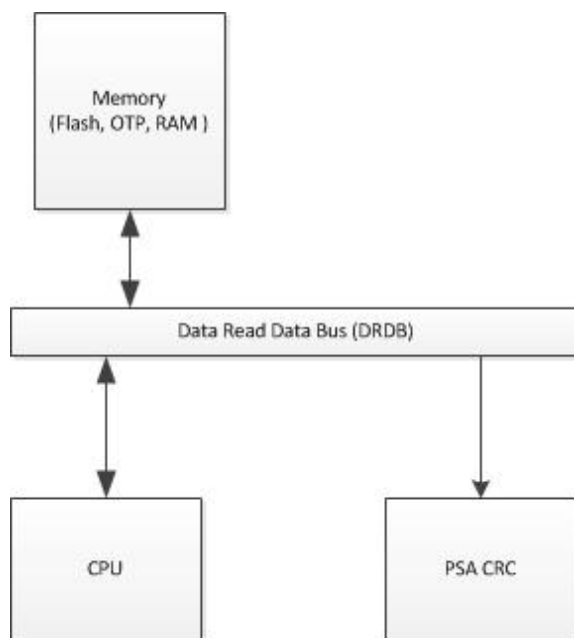 Memory
(Flash, OTP, RAM )
Data Read Data Bus (DRDB)
CPU
PSA CRC